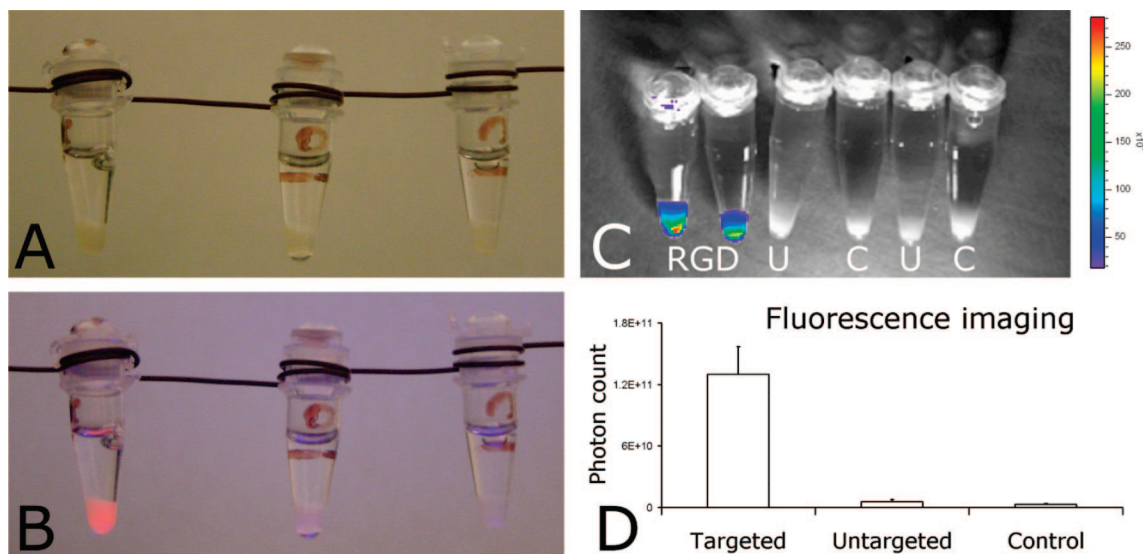 A
B
C
RGD U C U C
250
200
150
100
50
D
Fluorescence imaging
Photon count
1.8E+11
1.2E+11
6E+10
0
Targeted Untargeted Control